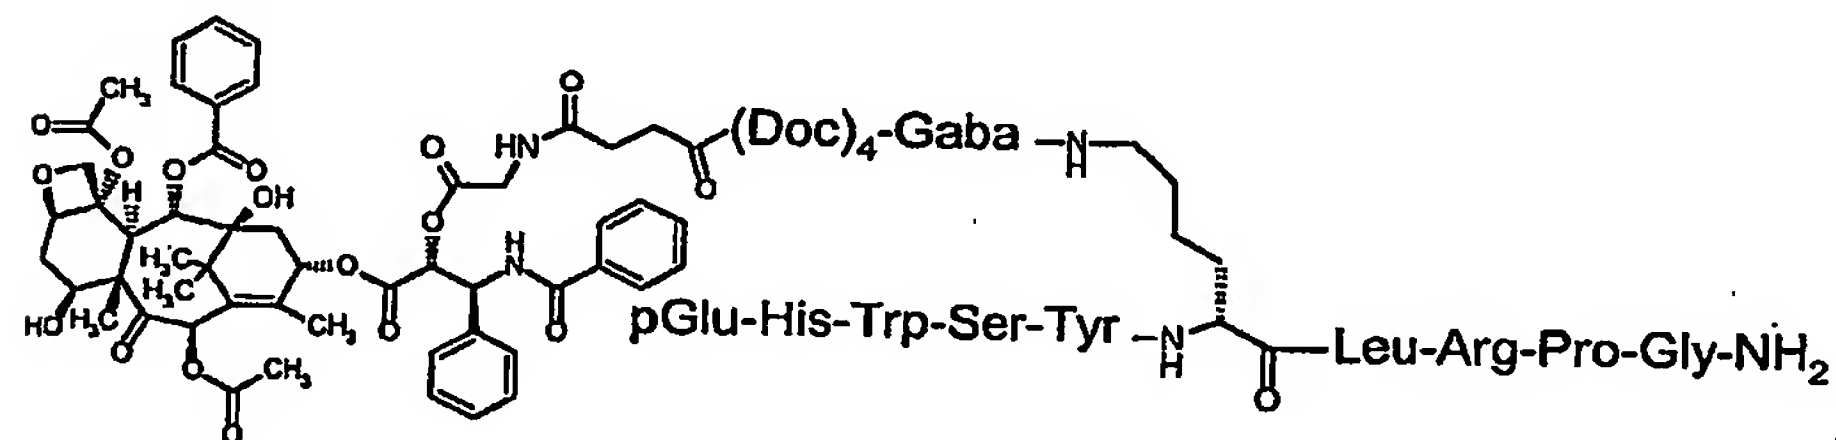 CH3
O
O
O
O
O
H
OH
HN
O
(Doc)4-Gaba
N
H
O
O
O
H3C
H3C
O
O
H
N
O
HO
H3C
O
CH3
pGlu-His-Trp-Ser-Tyr
N
H
O
Leu-Arg-Pro-Gly-NH2
O
CH3
O